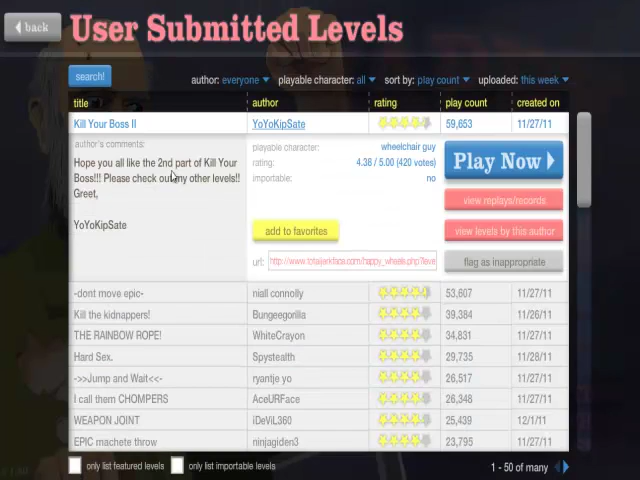 back
User Submitted Levels
search!
author: everyone playable character: all sort by: play count uploaded: this week
title author rating play count created on
Kill Your Boss II YoYoKipSate 59,653 11/27/11
author's comments:
Hope you all like the 2nd part of Kill Your
Boss!!! Please check out my other levels!!
Greet,
YoYoKipSate
playable character: wheelchair guy
rating: 4.38 / 5.00 (420 votes)
importable: no
add to favorites
url: http://www.totaljerkface.com/happy_wheels.php?leve
Play Now
view replays/records
view levels by this author
flag as inappropriate
-dont move epic- niall connolly 53,607 11/27/11
Kill the kidnappers! Bungeegorilla 39,384 11/26/11
THE RAINBOW ROPE! WhiteCrayon 34,831 11/27/11
Hard Sex. Spystealth 29,735 11/28/11
->>Jump and Wait<<- ryantje yo 26,517 11/27/11
I call them CHOMPERS AceURFace 26,348 11/27/11
WEAPON JOINT iDeViL360 25,439 12/1/11
EPIC machete throw ninjagiden3 23,795 11/27/11
only list featured levels only list importable levels 1 - 50 of many